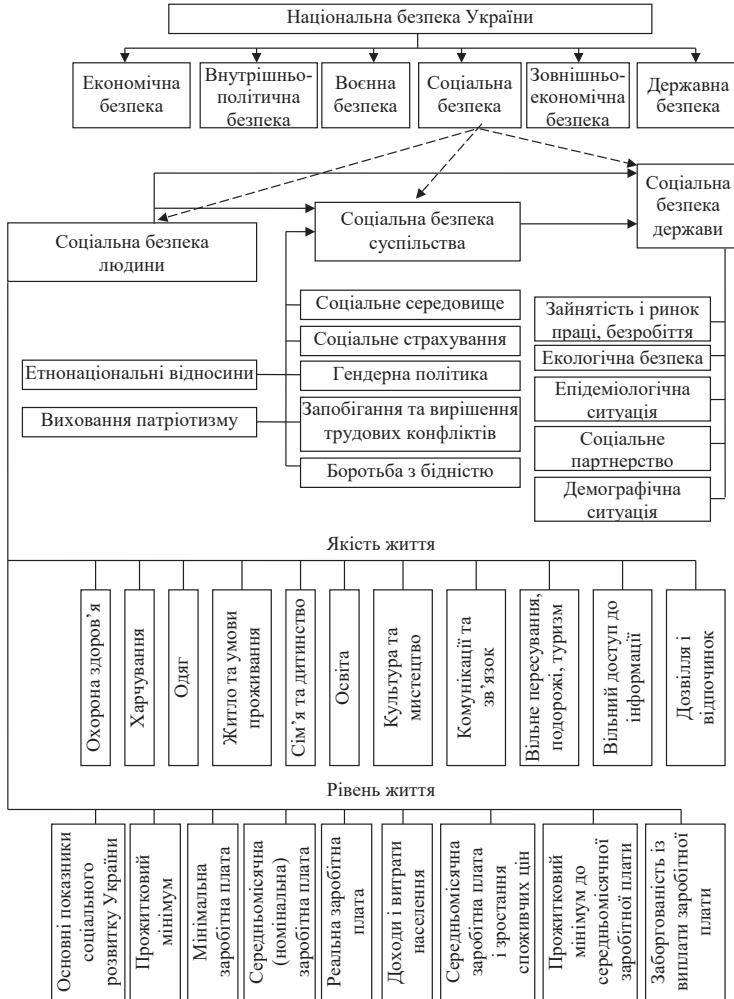 Національна безпека України
Економічна
безпека
Внутрішньо-
політична
безпека
Воєнна
безпека
Соціальна
безпека
Зовнішньо-
економічна
безпека
Державна
безпека
Соціальна безпека
людини
Соціальна безпека
суспільства
Соціальна
безпека
держави
Соціальне середовище
Соціальне страхування
Етнонаціональні відносини
Гендерна політика
Виховання патріотизму
Запобігання та вирішення
трудових конфліктів
Боротьба з бідністю
Зайнятість і ринок
праці, безробіття
Екологічна безпека
Епідеміологічна
ситуація
Соціальне
партнерство
Демографічна
ситуація
Якість життя
Охорона здоров’я
Харчування
Одяг
Житло та умови
проживання
Сім’я та дитинство
Освіта
Культура та
мистецтво
Комунікації та
зв’язок
Вільне пересування,
подорожі, туризм
Вільний доступ до
інформації
Дозвілля і
відпочинок
Рівень життя
Основні показники
соціального
розвитку України
Прожитковий
мінімум
Мінімальна
заробітна плата
Середньомісячна
(номінальна)
заробітна плата
Реальна заробітна
плата
Доходи і витрати
населення
Середньомісячна
заробітна плата
і зростання
споживчих цін
Прожитковий
мінімум до
середньомісячної
заробітної плати
Заборгованість із
виплати заробітної
плати